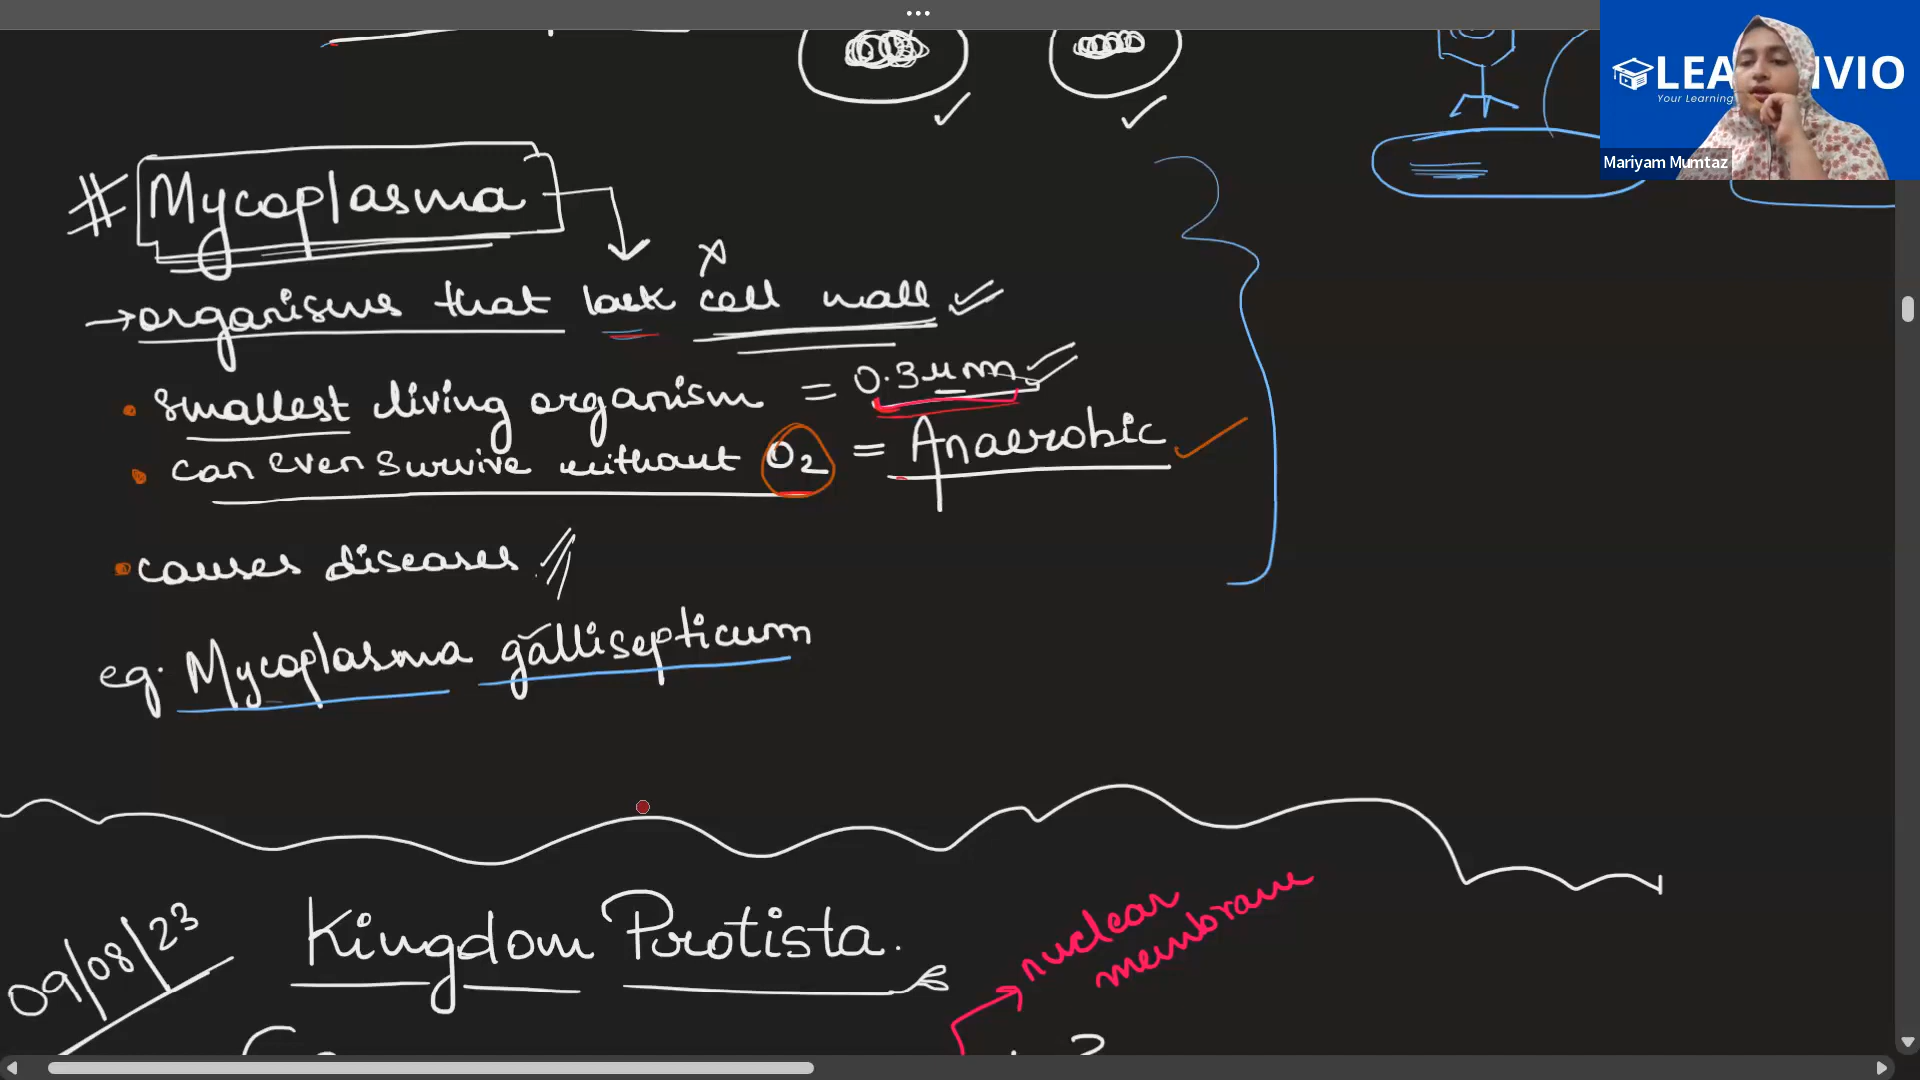 LEA IVIO
Your Learning
Mariyam Mumtaz
# Mycoplasma
→ organisms that lack cell wall
• smallest living organism = 0.3 μm
• can even survive without O2 = Anaerobic
• causes diseases
eg. Mycoplasma gallisepticum
09/08/23
Kingdom Protista.
nuclear
membrane